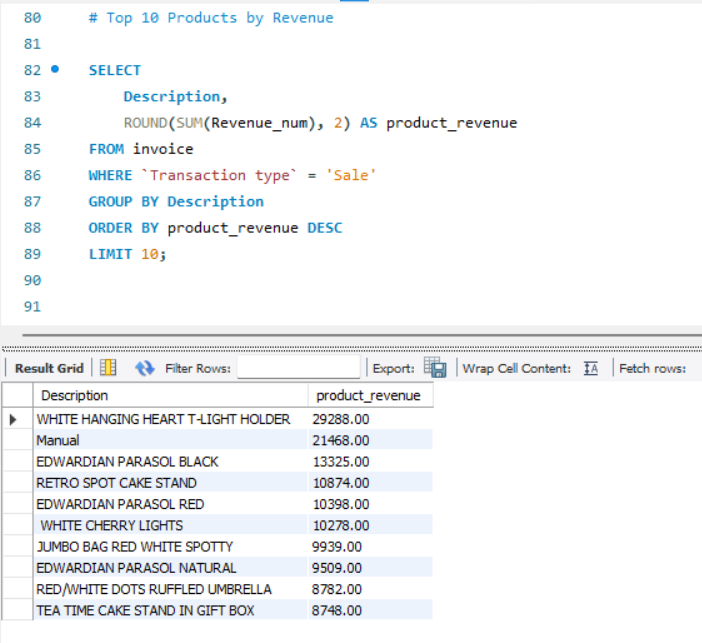 80 # Top 10 Products by Revenue
81
82 SELECT
83 Description,
84 ROUND(SUM(Revenue_num), 2) AS product_revenue
85 FROM invoice
86 WHERE `Transaction type` = 'Sale'
87 GROUP BY Description
88 ORDER BY product_revenue DESC
89 LIMIT 10;
90
91
Result Grid Filter Rows: Export: Wrap Cell Content: IA Fetch rows:
Description product_revenue
WHITE HANGING HEART T-LIGHT HOLDER 29288.00
Manual 21468.00
EDWARDIAN PARASOL BLACK 13325.00
RETRO SPOT CAKE STAND 10874.00
EDWARDIAN PARASOL RED 10398.00
WHITE CHERRY LIGHTS 10278.00
JUMBO BAG RED WHITE SPOTTY 9939.00
EDWARDIAN PARASOL NATURAL 9509.00
RED/WHITE DOTS RUFFLED UMBRELLA 8782.00
TEA TIME CAKE STAND IN GIFT BOX 8748.00